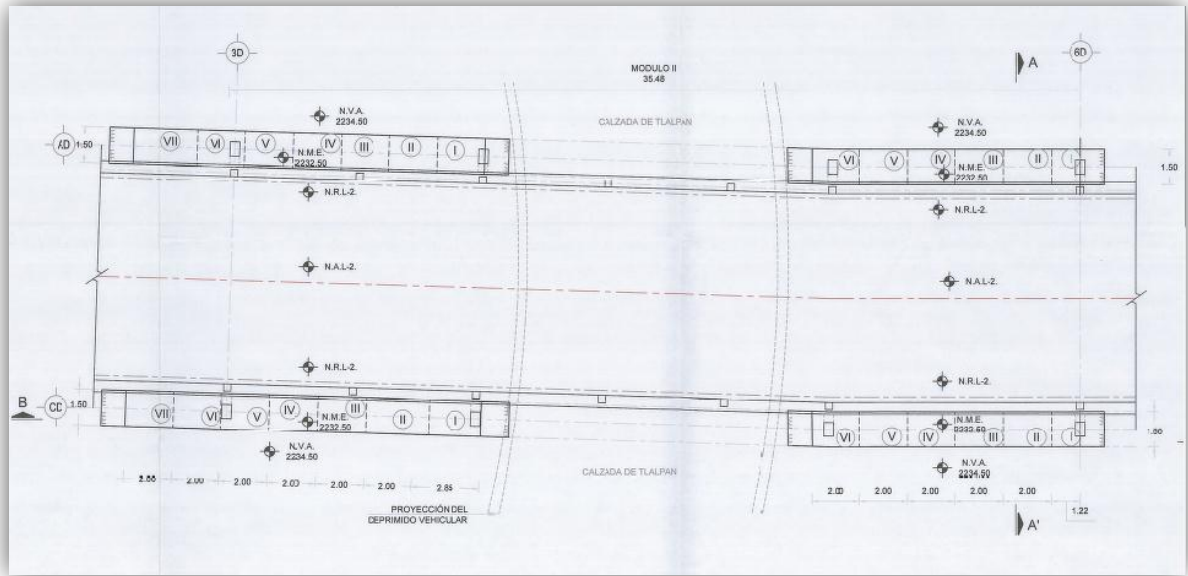 3D
6D
A
MODULO II
35.48
N.V.A.
2234.50
CALZADA DE TLALPAN
N.V.A.
2234.50
AD
1.50
VII
VI
V
IV
III
II
I
N.M.E.
2232.50
VI
V
IV
III
II
I
N.M.E.
2232.50
1.50
N.R.L-2.
N.R.L-2.
N.A.L-2.
N.A.L-2.
N.R.L-2.
N.R.L-2.
B
1.50
VII
VI
V
IV
III
II
I
N.M.E.
2232.50
VI
V
IV
III
II
I
N.M.E.
2232.50
N.V.A.
2234.50
CALZADA DE TLALPAN
N.V.A.
2234.50
2.00
2.00
2.00
2.00
2.00
2.85
2.00
2.00
2.00
2.00
2.00
1.22
PROYECCIÓN DEL
DEPRIMIDO VEHICULAR
A'